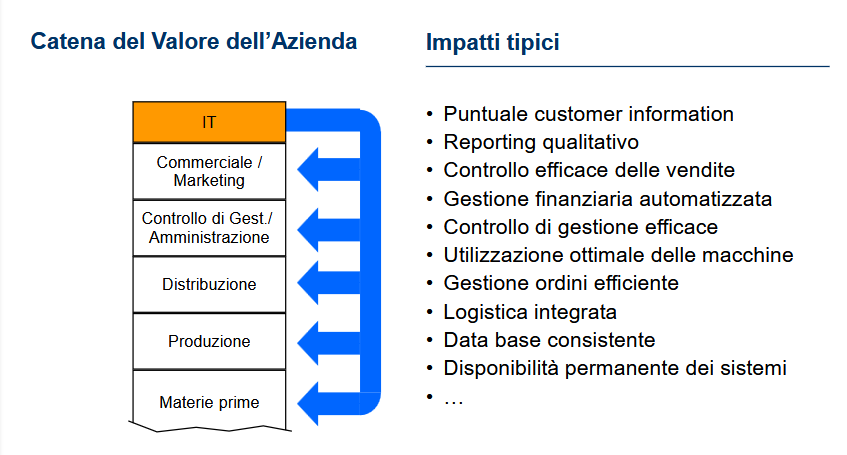 Catena del Valore dell’Azienda
IT
Commerciale /
Marketing
Controllo di Gest./
Amministrazione
Distribuzione
Produzione
Materie prime
Impatti tipici
• Puntuale customer information
• Reporting qualitativo
• Controllo efficace delle vendite
• Gestione finanziaria automatizzata
• Controllo di gestione efficace
• Utilizzazione ottimale delle macchine
• Gestione ordini efficiente
• Logistica integrata
• Data base consistente
• Disponibilità permanente dei sistemi
• …